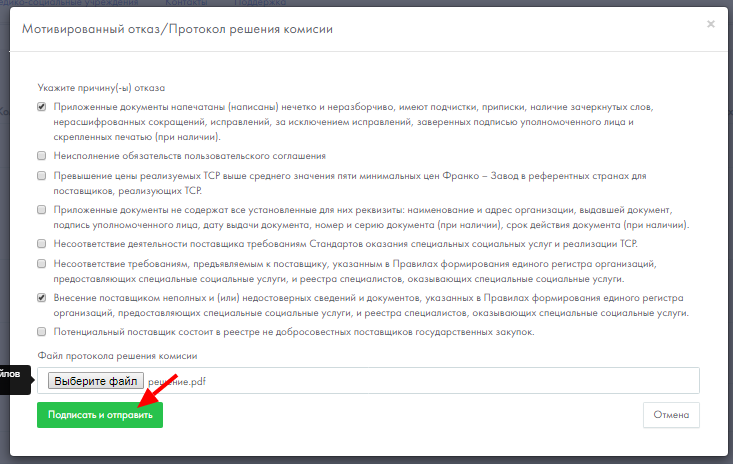 медико-социальные учреждения Контакты Поддержка
Мотивированный отказ/Протокол решения комисии
×
Укажите причину(-ы) отказа
Приложенные документы напечатаны (написаны) нечетко и неразборчиво, имеют подчистки, приписки, наличие зачеркнутых слов,
нерасшифрованных сокращений, исправлений, за исключением исправлений, заверенных подписью уполномоченного лица и
скрепленных печатью (при наличии).
Неисполнение обязательств пользовательского соглашения
Превышение цены реализуемых ТСР выше среднего значения пяти минимальных цен Франко – Завод в референтных странах для
поставщиков, реализующих ТСР.
Приложенные документы не содержат все установленные для них реквизиты: наименование и адрес организации, выдавшей документ,
подпись уполномоченного лица, дату выдачи документа, номер и серию документа (при наличии), срок действия документа (при наличии).
Несоответствие деятельности поставщика требованиям Стандартов оказания специальных социальных услуг и реализации ТСР.
Несоответствие требованиям, предъявляемым к поставщику, указанным в Правилах формирования единого регистра организаций,
предоставляющих специальные социальные услуги, и реестра специалистов, оказывающих специальные социальные услуги.
Внесение поставщиком неполных и (или) недостоверных сведений и документов, указанных в Правилах формирования единого регистра
организаций, предоставляющих специальные социальные услуги, и реестра специалистов, оказывающих специальные социальные услуги.
Потенциальный поставщик состоит в реестре не добросовестных поставщиков государственных закупок.
Файл протокола решения комисии
йлов
Выберите файл решение.pdf
Подписать и отправить Отмена